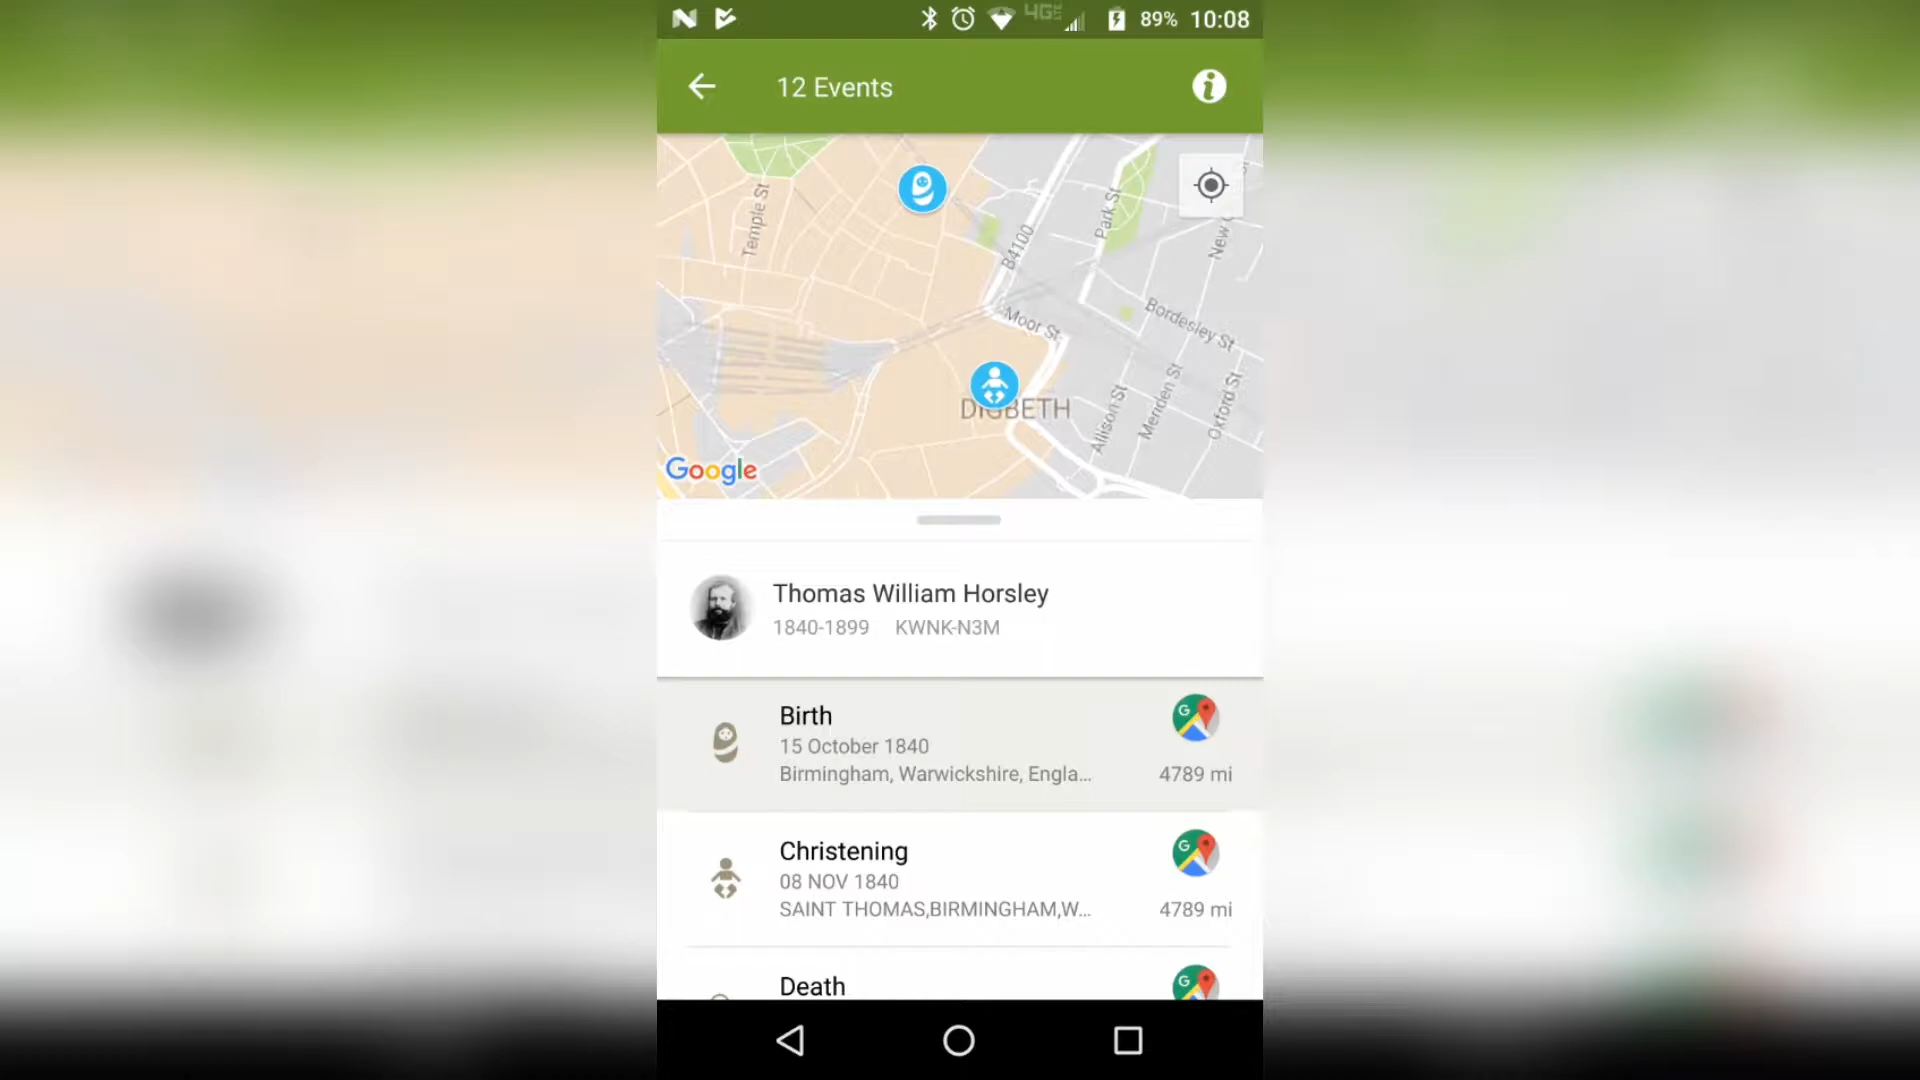 4G LTE 89% 10:08
12 Events
Temple St
B4100
Park St
New
Moor St
Bordesley St
DIGBETH
Allison St
Meriden St
Oxford St
Google
Thomas William Horsley
1840-1899 KWNK-N3M
Birth
15 October 1840
Birmingham, Warwickshire, Engla...
4789 mi
Christening
08 NOV 1840
SAINT THOMAS,BIRMINGHAM,W...
4789 mi
Death